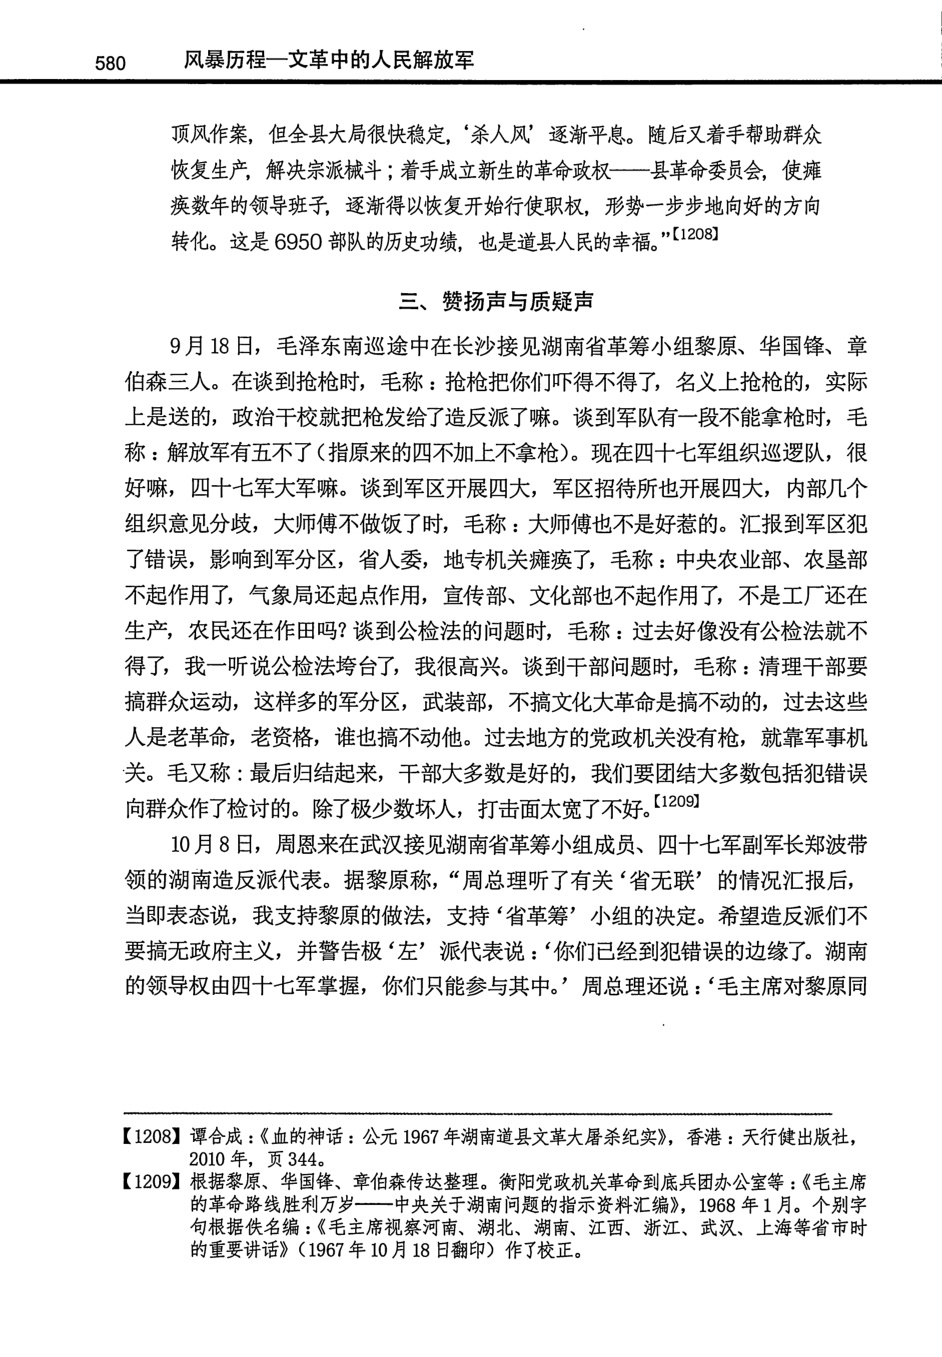 580 风暴历程—文革中的人民解放军
顶风作案，但全县大局很快稳定，‘杀人风’逐渐平息。随后又着手帮助群众
恢复生产，解决宗派械斗；着手成立新生的革命政权——县革命委员会，使瘫
痪数年的领导班子，逐渐得以恢复开始行使职权，形势一步步地向好的方向
转化。这是 6950 部队的历史功绩，也是道县人民的幸福。”【1208】
三、赞扬声与质疑声
9 月 18 日，毛泽东南巡途中在长沙接见湖南省革筹小组黎原、华国锋、章
伯森三人。在谈到抢枪时，毛称：抢枪把你们吓得不得了，名义上抢枪的，实际
上是送的，政治干校就把枪发给了造反派了嘛。谈到军队有一段不能拿枪时，毛
称：解放军有五不了（指原来的四不加上不拿枪）。现在四十七军组织巡逻队，很
好嘛，四十七军大军嘛。谈到军区开展四大，军区招待所也开展四大，内部几个
组织意见分歧，大师傅不做饭了时，毛称：大师傅也不是好惹的。汇报到军区犯
了错误，影响到军分区，省人委，地专机关瘫痪了，毛称：中央农业部、农垦部
不起作用了，气象局还起点作用，宣传部、文化部也不起作用了，不是工厂还在
生产，农民还在作田吗？谈到公检法的问题时，毛称：过去好像没有公检法就不
得了，我一听说公检法垮台了，我很高兴。谈到干部问题时，毛称：清理干部要
搞群众运动，这样多的军分区，武装部，不搞文化大革命是搞不动的，过去这些
人是老革命，老资格，谁也搞不动他。过去地方的党政机关没有枪，就靠军事机
关。毛又称：最后归结起来，干部大多数是好的，我们要团结大多数包括犯错误
向群众作了检讨的。除了极少数坏人，打击面太宽了不好。【1209】
10 月 8 日，周恩来在武汉接见湖南省革筹小组成员、四十七军副军长郑波带
领的湖南造反派代表。据黎原称，“周总理听了有关‘省无联’的情况汇报后，
当即表态说，我支持黎原的做法，支持‘省革筹’小组的决定。希望造反派们不
要搞无政府主义，并警告极‘左’派代表说：‘你们已经到犯错误的边缘了。湖南
的领导权由四十七军掌握，你们只能参与其中。’周总理还说：‘毛主席对黎原同
【1208】谭合成：《血的神话：公元 1967 年湖南道县文革大屠杀纪实》，香港：天行健出版社，
2010 年，页 344。
【1209】根据黎原、华国锋、章伯森传达整理。衡阳党政机关革命到底兵团办公室等：《毛主席
的革命路线胜利万岁——中央关于湖南问题的指示资料汇编》，1968 年 1 月。个别字
句根据佚名编：《毛主席视察河南、湖北、湖南、江西、浙江、武汉、上海等省市时
的重要讲话》（1967 年 10 月 18 日翻印）作了校正。